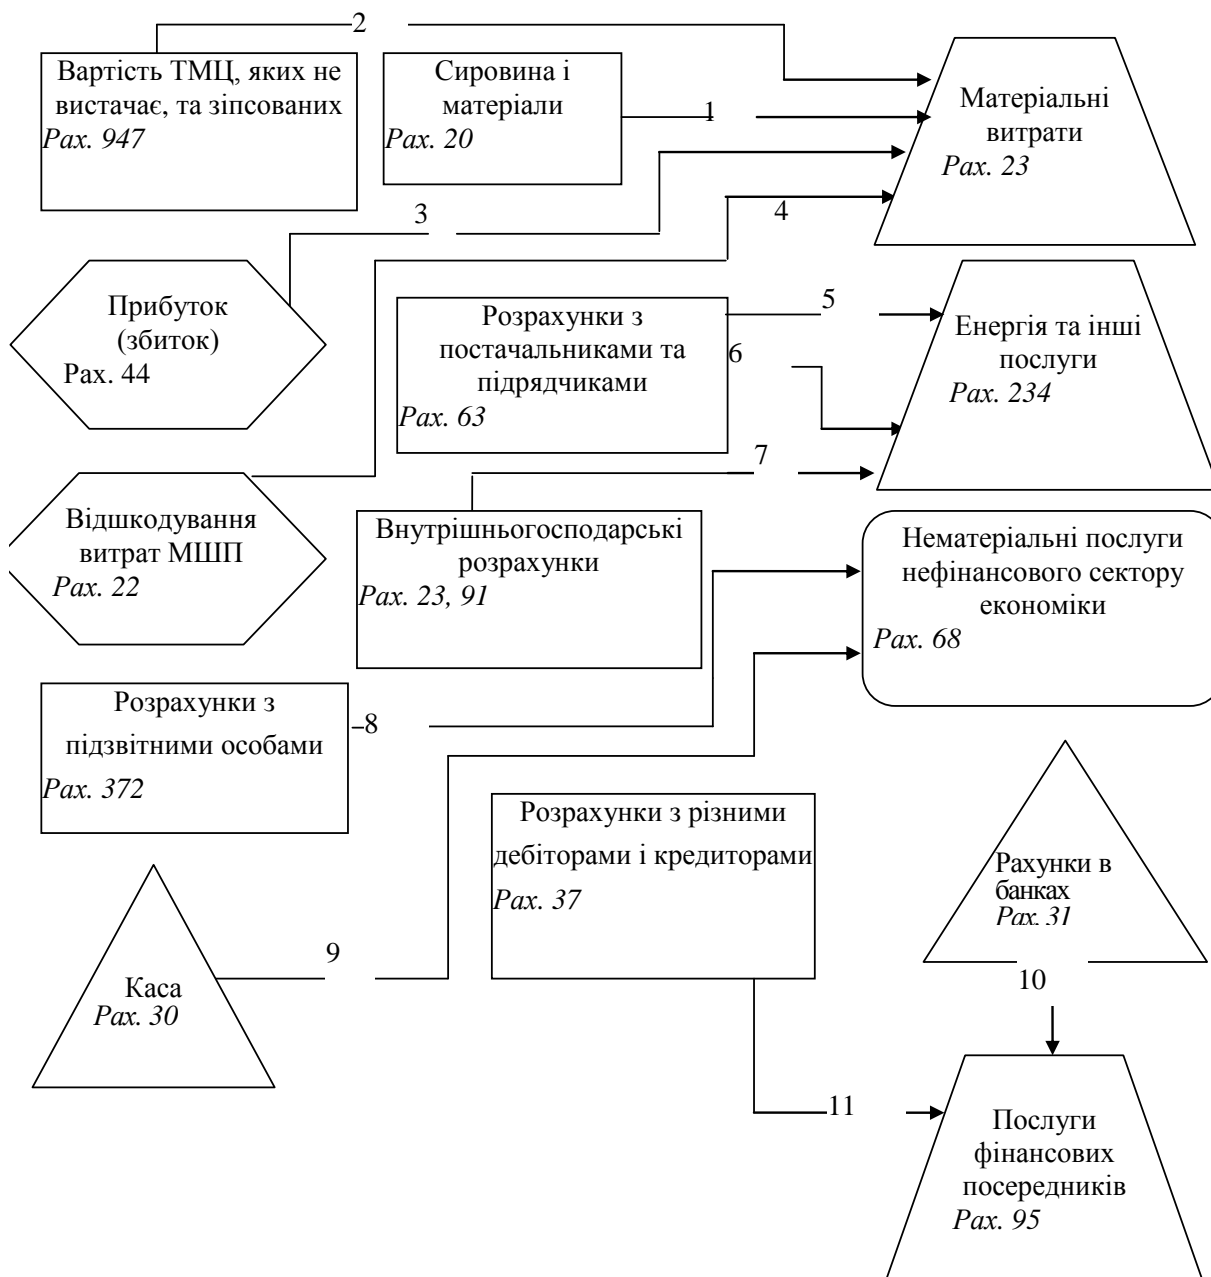 2
Вартість ТМЦ, яких не
вистачає, та зіпсованих
Рах. 947
Сировина і
матеріали
Рах. 20
1
Матеріальні
витрати
Рах. 23
3
4
Прибуток
(збиток)
Рах. 44
Розрахунки з
постачальниками та
підрядчиками
Рах. 63
5
6
Енергія та інші
послуги
Рах. 234
7
Відшкодування
витрат МШП
Рах. 22
Внутрішньогосподарські
розрахунки
Рах. 23, 91
Нематеріальні послуги
нефінансового сектору
економіки
Рах. 68
Розрахунки з
підзвітними особами
Рах. 372
8
Розрахунки з різними
дебіторами і кредиторами
Рах. 37
Рахунки в
банках
Рах. 31
9
Каса
Рах. 30
10
11
Послуги
фінансових
посередників
Рах. 95